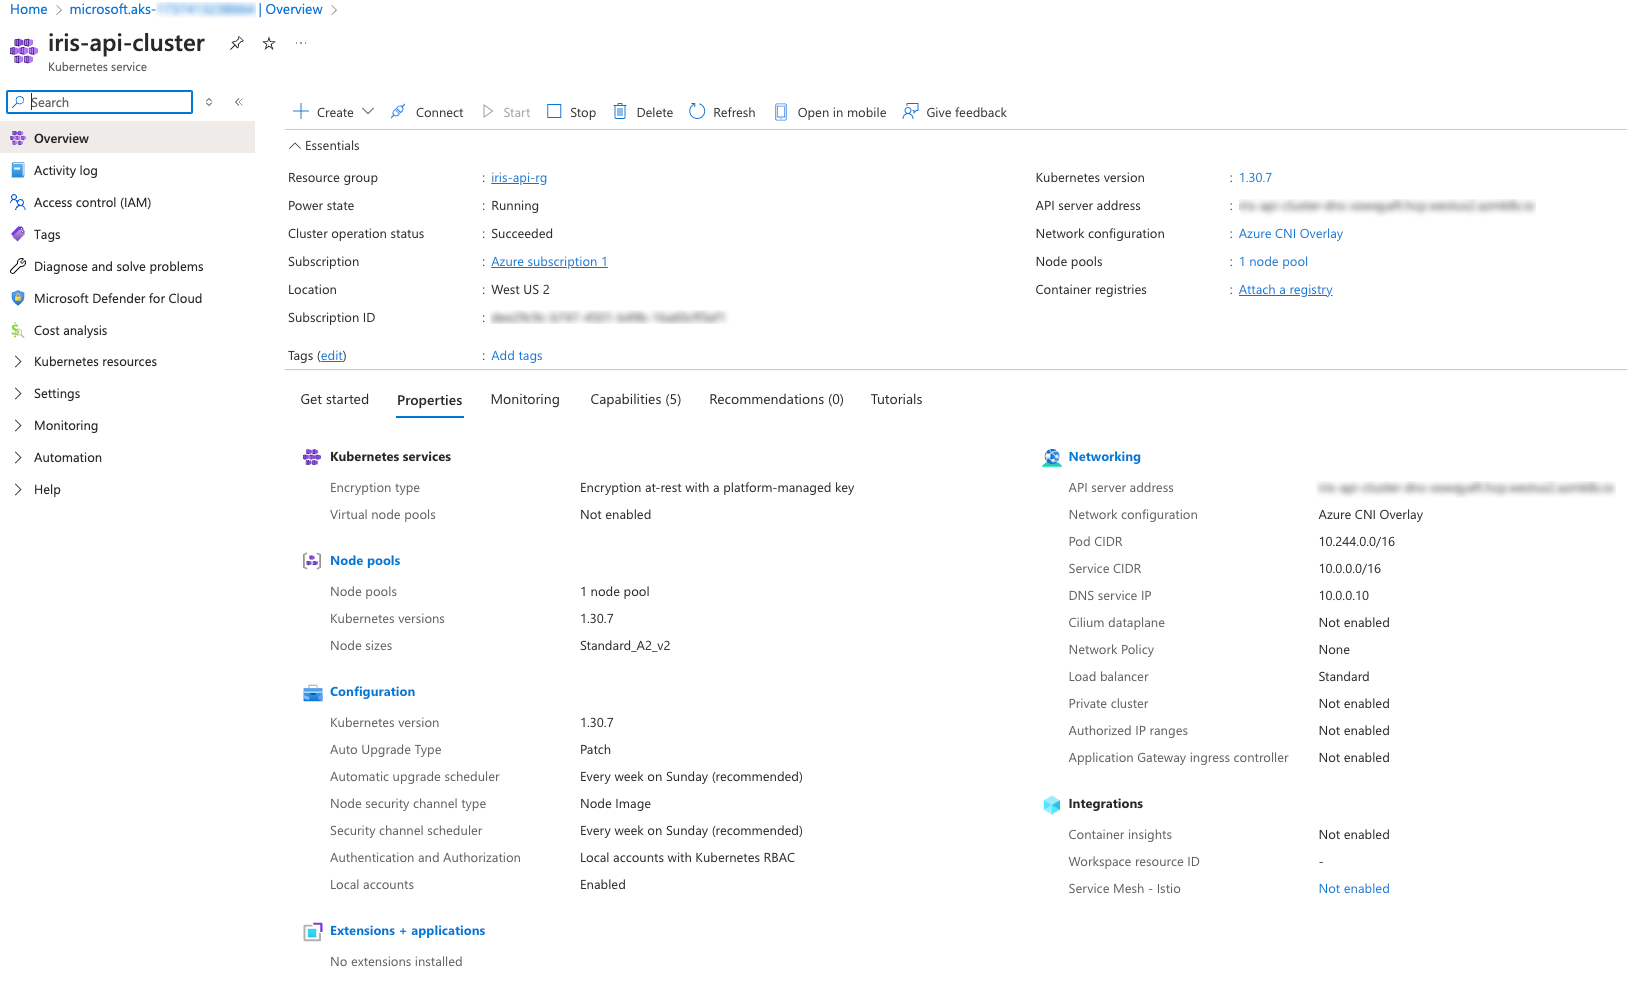 Home > microsoft.aks- | Overview >
iris-api-cluster
Kubernetes service
Search
Overview
Activity log
Access control (IAM)
Tags
Diagnose and solve problems
Microsoft Defender for Cloud
Cost analysis
Kubernetes resources
Settings
Monitoring
Automation
Help
Create Connect Start Stop Delete Refresh Open in mobile Give feedback
Essentials
Resource group : iris-api-rg
Power state : Running
Cluster operation status : Succeeded
Subscription : Azure subscription 1
Location : West US 2
Subscription ID :
Tags (edit) : Add tags
Kubernetes version : 1.30.7
API server address :
Network configuration : Azure CNI Overlay
Node pools : 1 node pool
Container registries : Attach a registry
Get started Properties Monitoring Capabilities (5) Recommendations (0) Tutorials
Kubernetes services
Encryption type Encryption at-rest with a platform-managed key
Virtual node pools Not enabled
Node pools
Node pools 1 node pool
Kubernetes versions 1.30.7
Node sizes Standard_A2_v2
Configuration
Kubernetes version 1.30.7
Auto Upgrade Type Patch
Automatic upgrade scheduler Every week on Sunday (recommended)
Node security channel type Node Image
Security channel scheduler Every week on Sunday (recommended)
Authentication and Authorization Local accounts with Kubernetes RBAC
Local accounts Enabled
Extensions + applications
No extensions installed
Networking
API server address
Network configuration Azure CNI Overlay
Pod CIDR 10.244.0.0/16
Service CIDR 10.0.0.0/16
DNS service IP 10.0.0.10
Cilium dataplane Not enabled
Network Policy None
Load balancer Standard
Private cluster Not enabled
Authorized IP ranges Not enabled
Application Gateway ingress controller Not enabled
Integrations
Container insights Not enabled
Workspace resource ID -
Service Mesh - Istio Not enabled